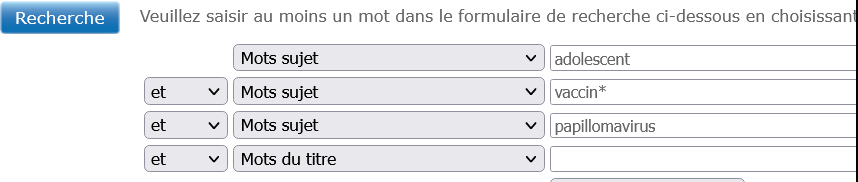 Recherche Veuillez saisir au moins un mot dans le formulaire de recherche ci-dessous en choisissant
Mots sujet adolescent
et Mots sujet vaccin*
et Mots sujet papillomavirus
et Mots du titre